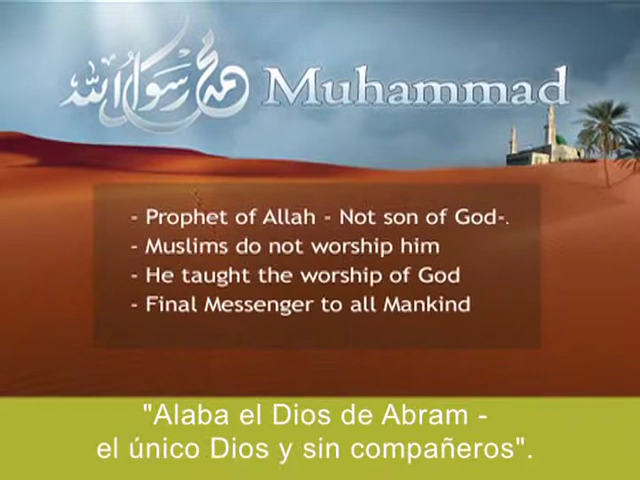 محمد رسول الله Muhammad
- Prophet of Allah - Not son of God-.
- Muslims do not worship him
- He taught the worship of God
- Final Messenger to all Mankind
"Alaba el Dios de Abram -
el único Dios y sin compañeros".